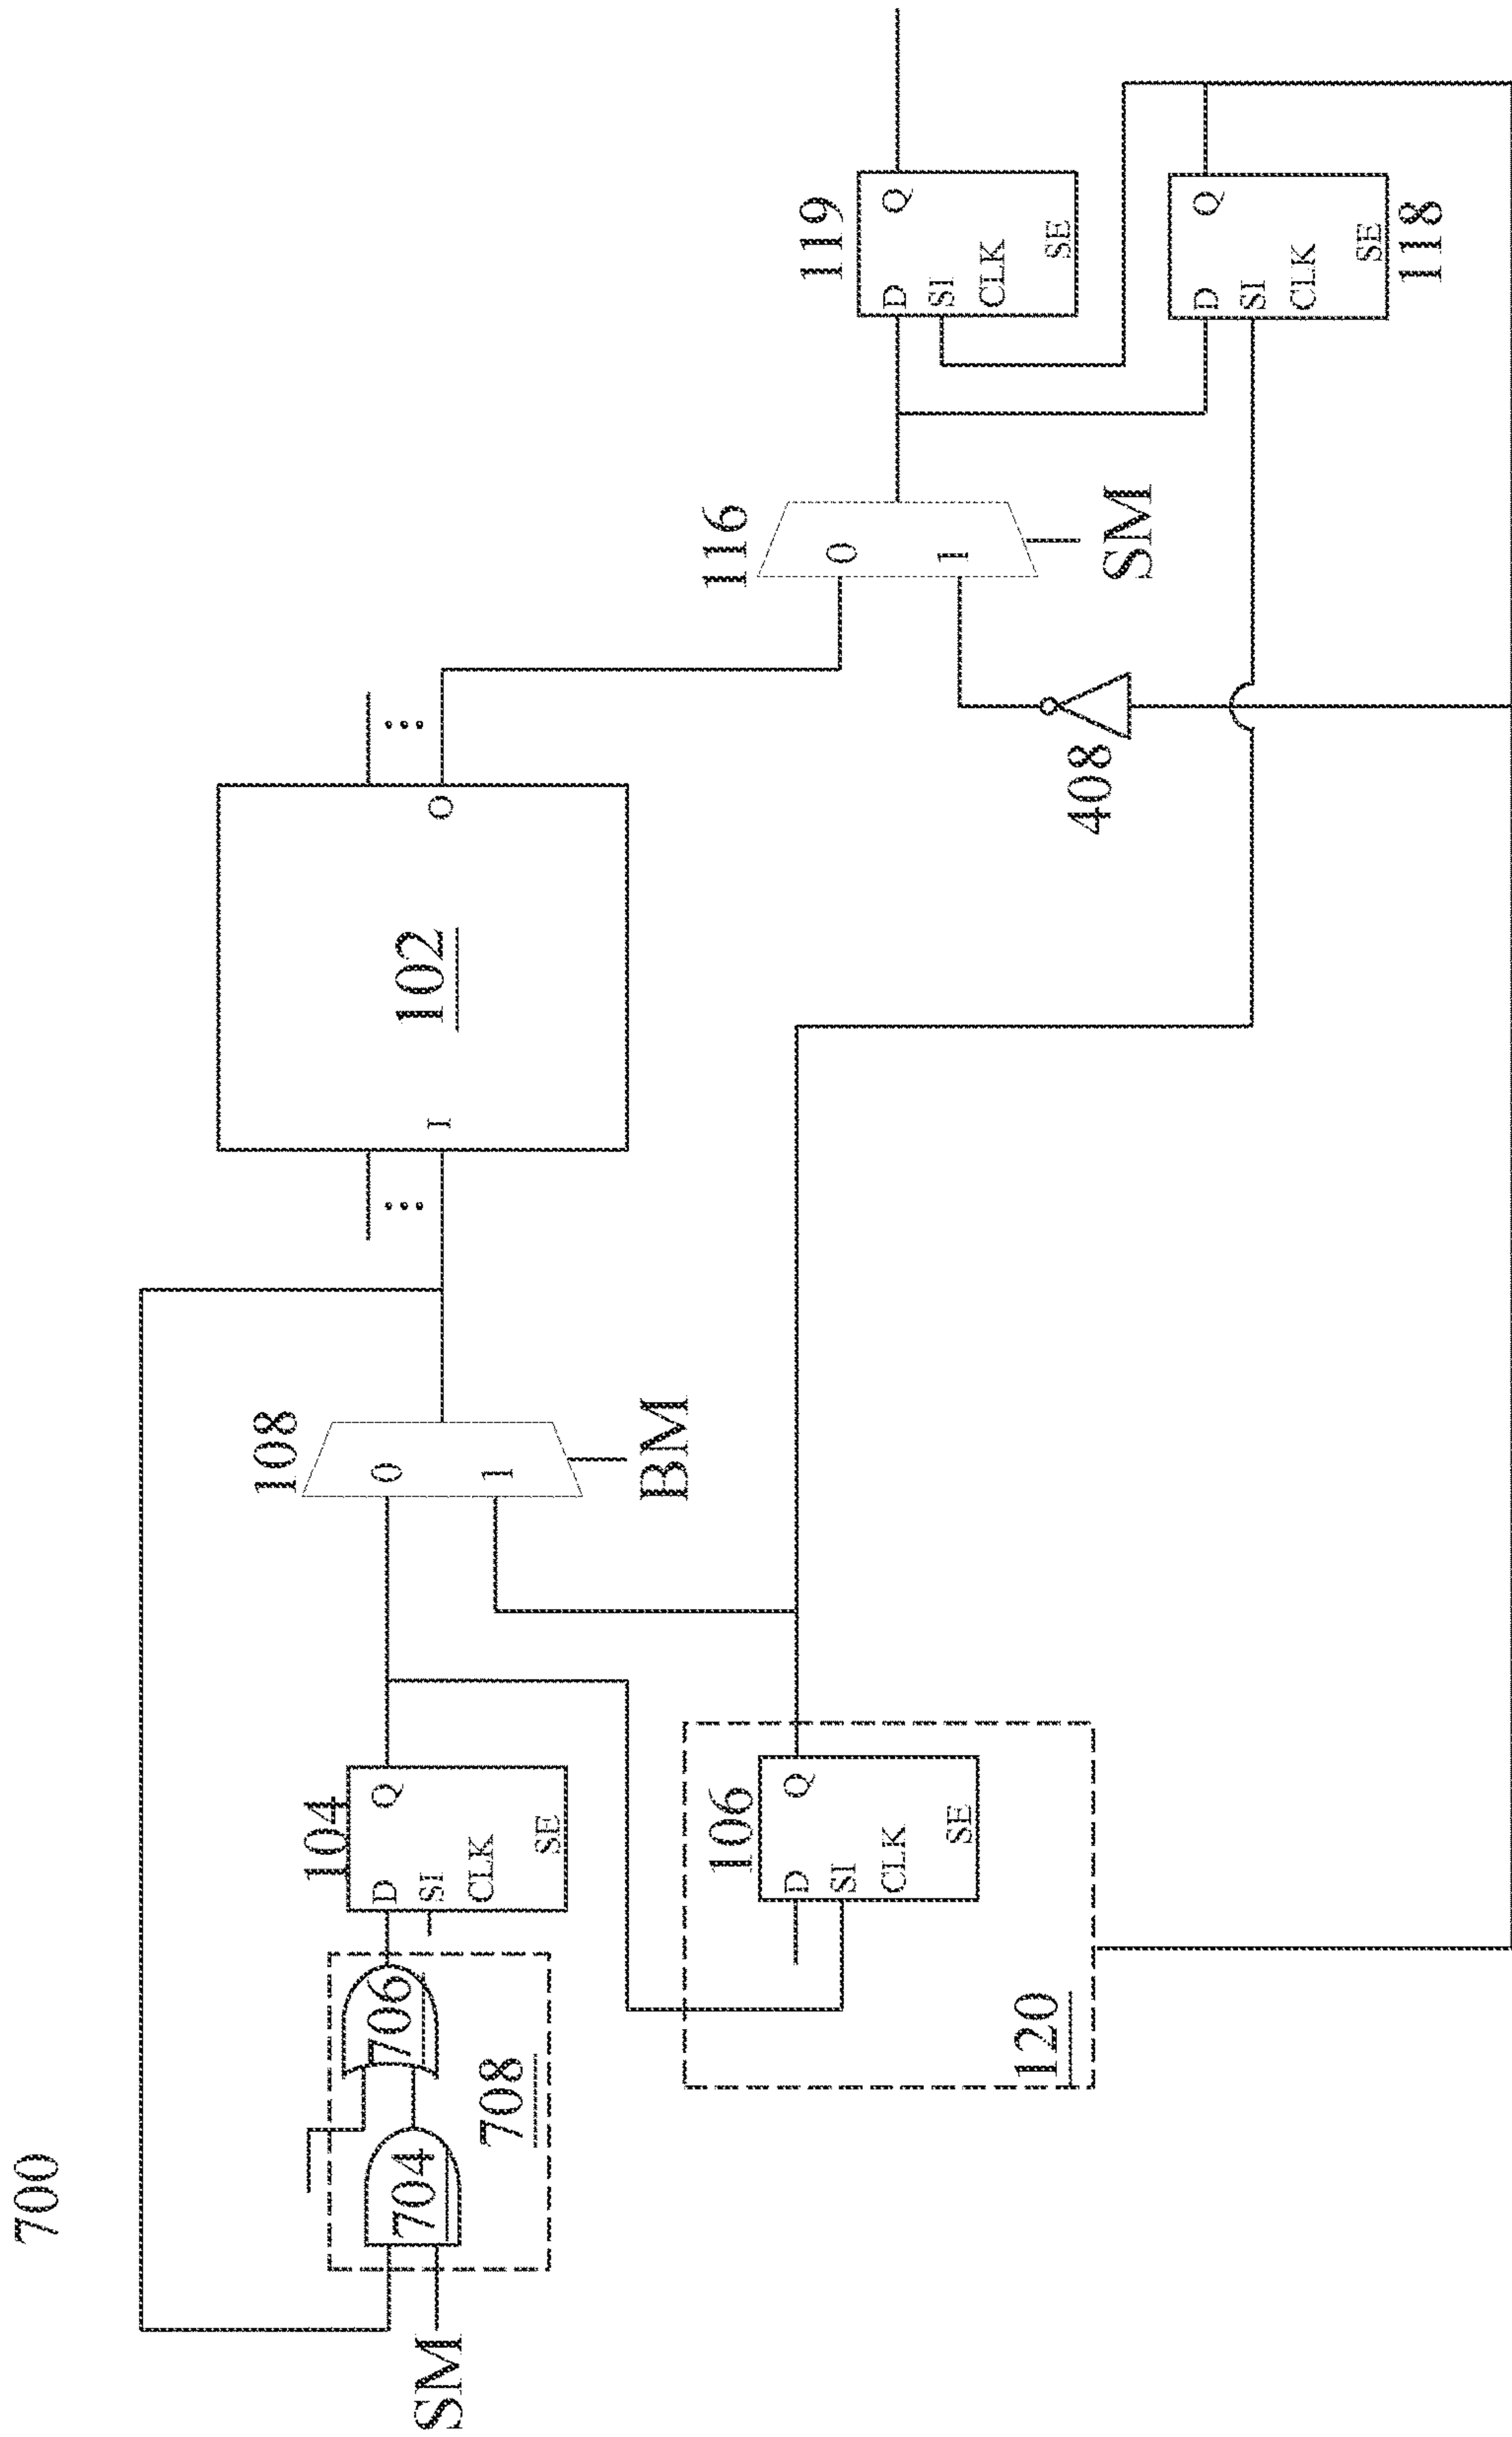 700
SM
704
706
708
104
D
Q
SI
CLK
SE
120
106
D
Q
SI
CLK
SE
108
0
1
BM
I
102
O
408
116
0
1
SM
119
D
Q
SI
CLK
SE
D
Q
SI
CLK
SE
118